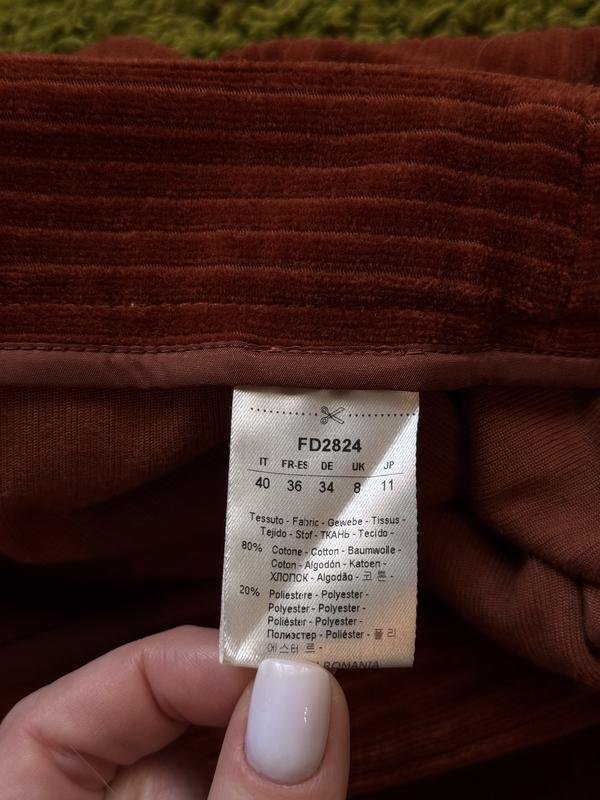 FD2824
IT FR-ES DE UK JP
40 36 34 8 11
Tessuto - Fabric - Gewebe - Tissus -
Tejido - Stof - ТКАНЬ - Tecido -
80% Cotone - Cotton - Baumwolle -
Coton - Algodón - Katoen -
ХЛОПОК - Algodão - 코 튼 -
20% Poliestere - Polyester -
Polyester - Polyester -
Poliéster - Polyester -
Полиэстер - Poliéster - 폴 리
에 스터 르 -
ROMANIA